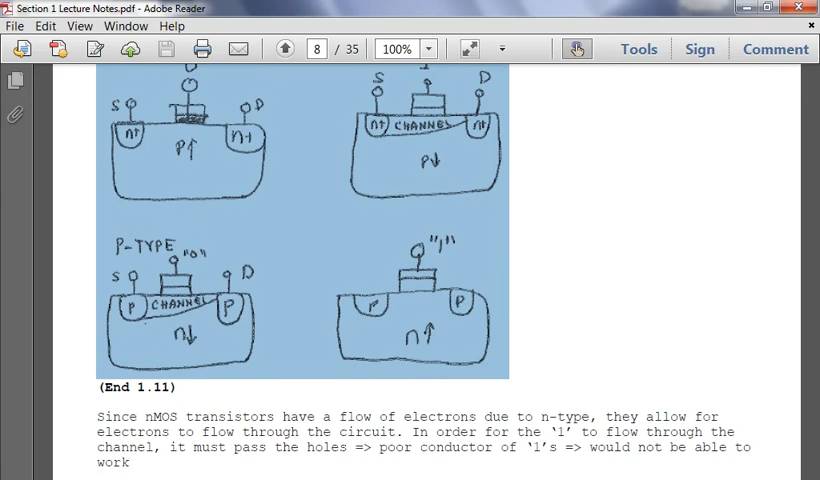 Section 1 Lecture Notes.pdf - Adobe Reader
File Edit View Window Help
8 / 35 100% Tools Sign Comment
S D
S D
n+ n+
P↑
n+ CHANNEL n+
P↓
P-TYPE "0" "1"
S D
P CHANNEL P
n↓
P P
n↑
(End 1.11)
Since nMOS transistors have a flow of electrons due to n-type, they allow for
electrons to flow through the circuit. In order for the ‘1’ to flow through the
channel, it must pass the holes => poor conductor of ‘1’s => would not be able to
work